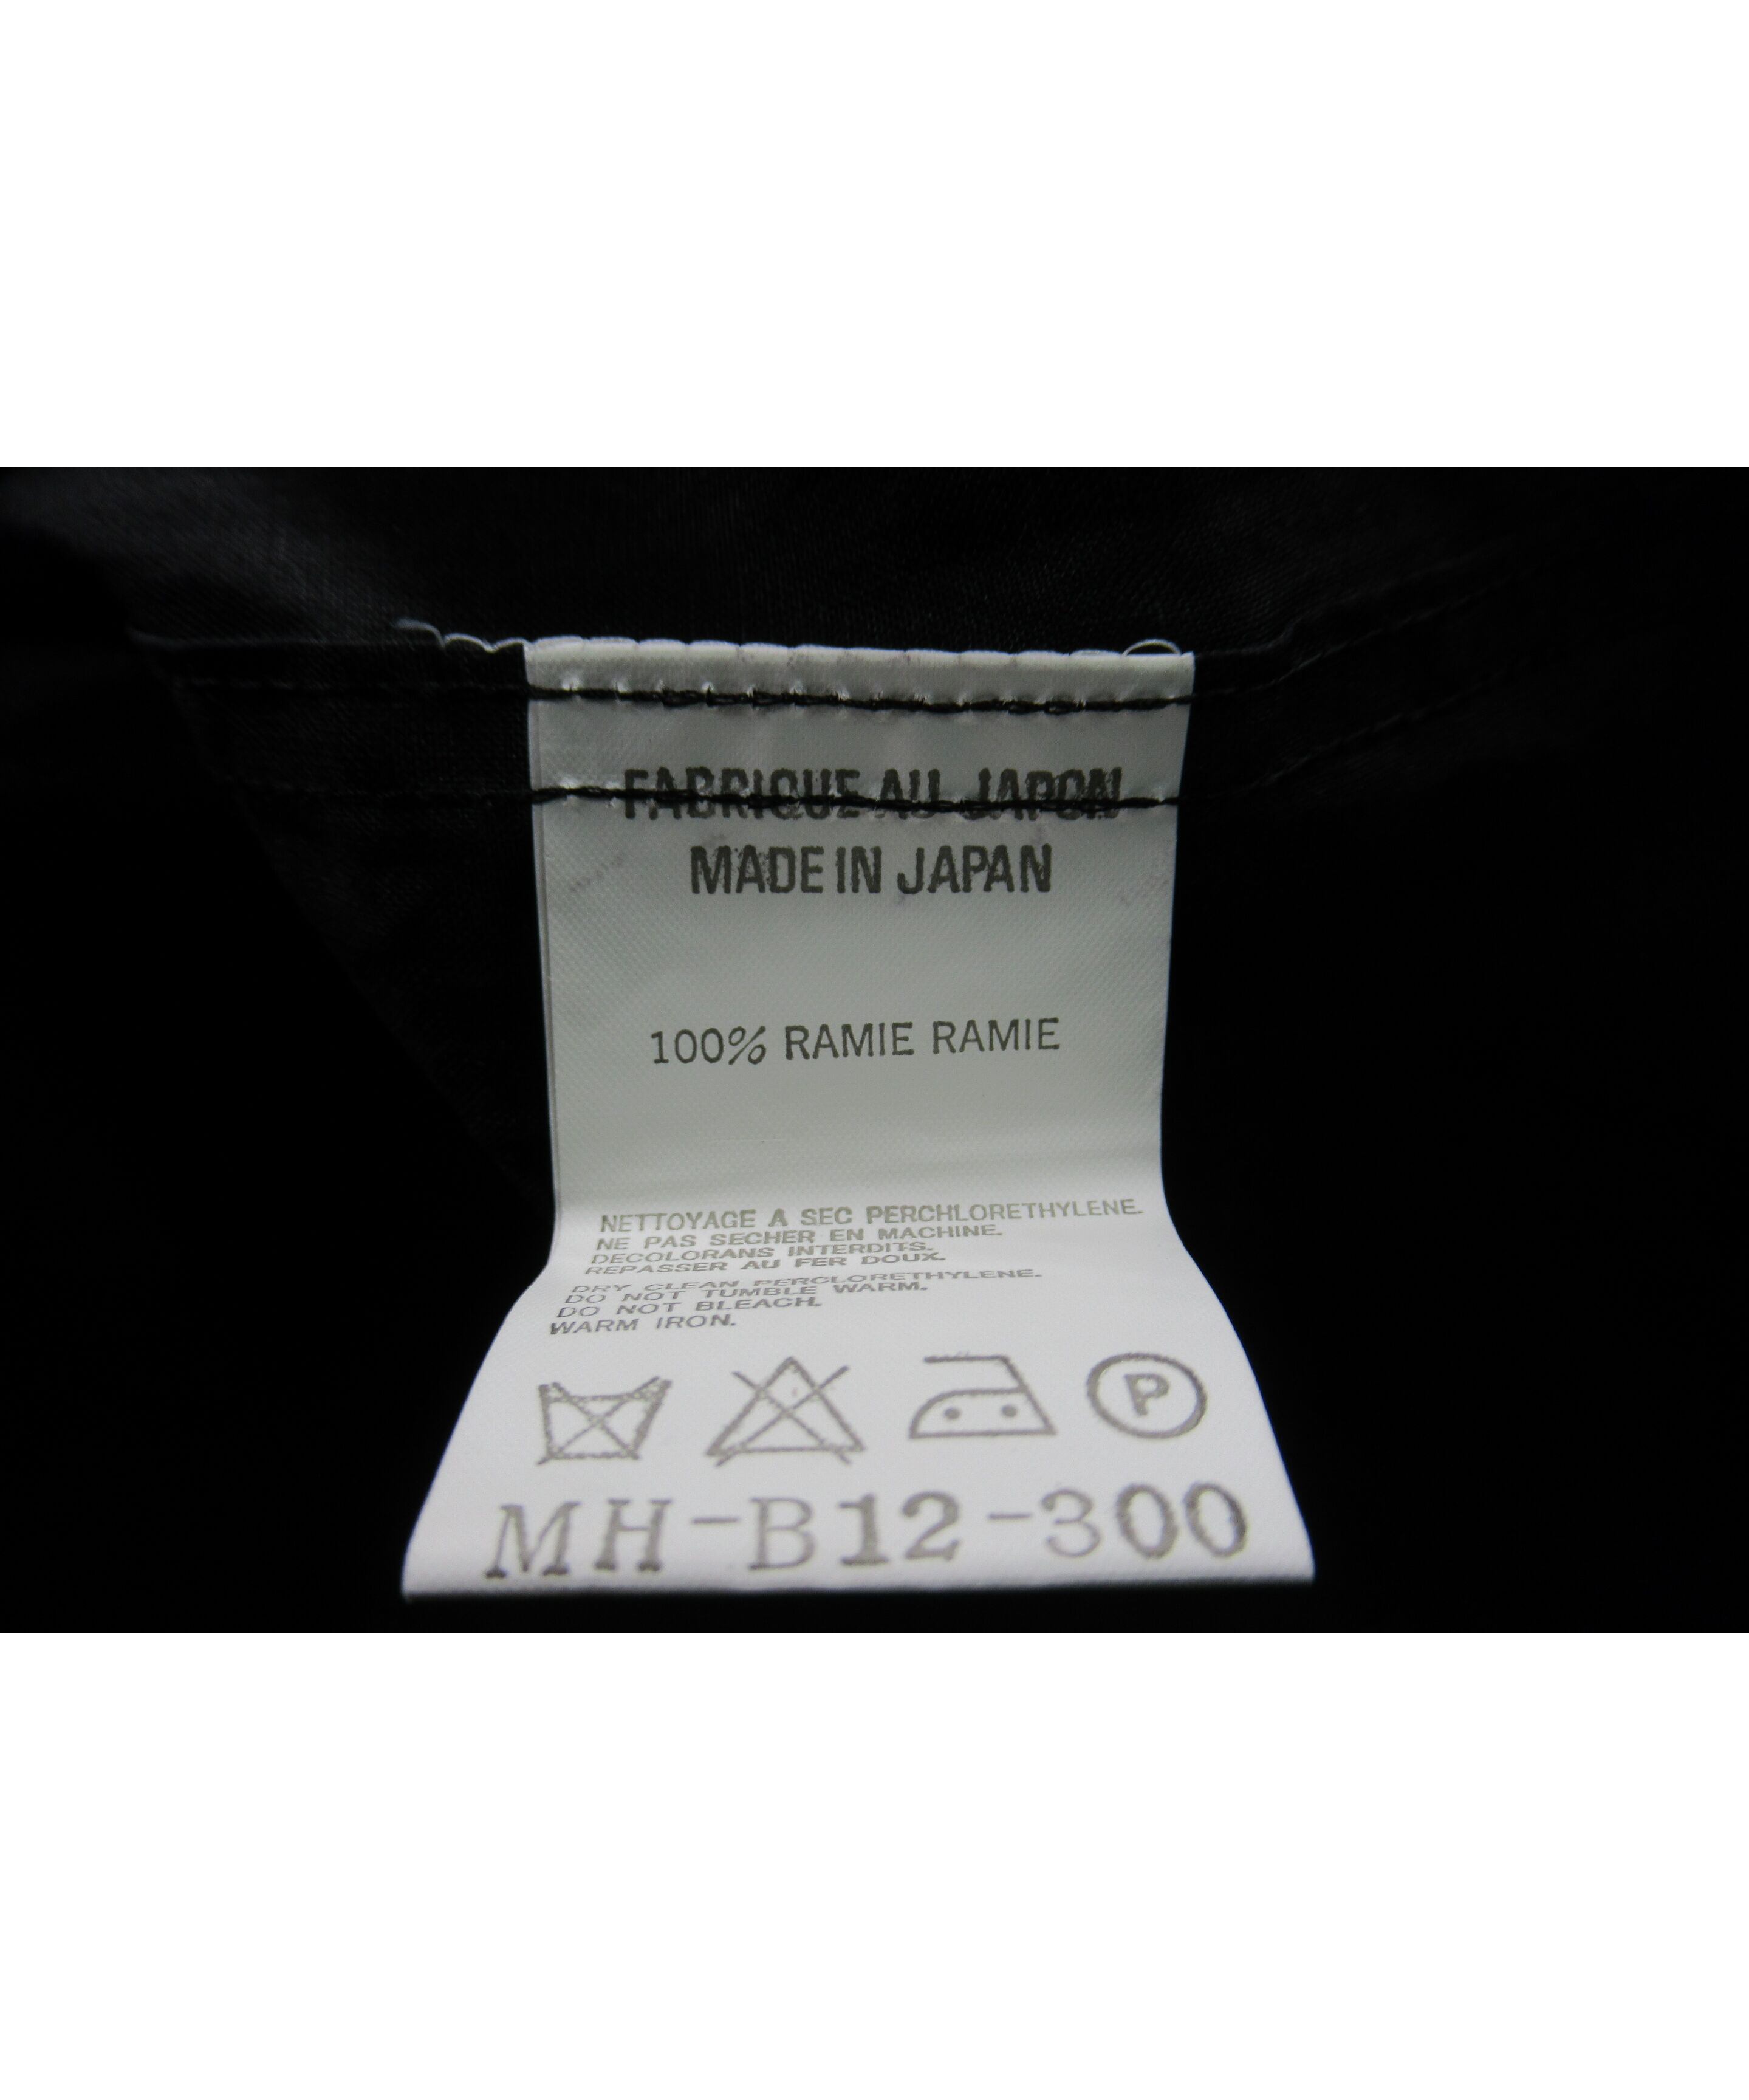 FABRIQUE AU JAPON
MADE IN JAPAN
100% RAMIE RAMIE
NETTOYAGE A SEC PERCHLORETHYLENE.
NE PAS SECHER EN MACHINE.
DECOLORANS INTERDITS.
REPASSER AU FER DOUX.
DRY CLEAN PERCLORETHYLENE.
DO NOT TUMBLE WARM.
DO NOT BLEACH.
WARM IRON.
P
MH-B12-300